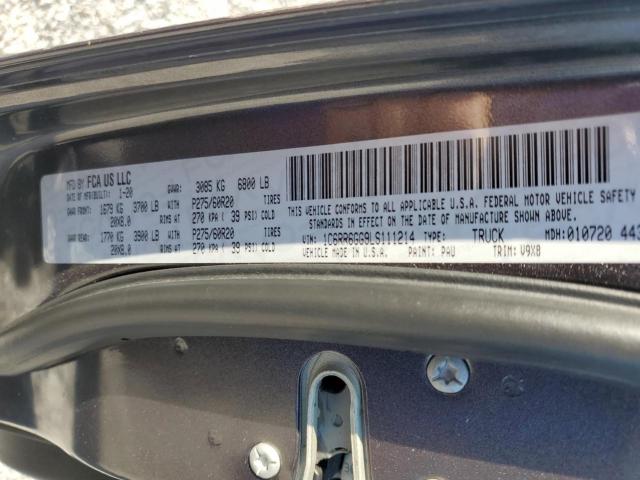 MFD BY FCA US LLC
DATE OF MFR(BUILT): 1-20 GVWR: 3085 KG 6800 LB
GAWR: 1679 KG 3700 LB WITH P275/60R20 TIRES
20X8.0 RIMS AT 270 KPA ( 39 PSI) COLD
GAWR: 1770 KG 3900 LB WITH P275/60R20 TIRES
20X8.0 RIMS AT 270 KPA ( 39 PSI) COLD
THIS VEHICLE CONFORMS TO ALL APPLICABLE
U.S.A. FEDERAL MOTOR VEHICLE SAFETY
STANDARDS IN EFFECT ON THE DATE OF MANUFACTURE SHOWN ABOVE.
VIN: 1C6RR6GG9LS111214 TYPE: TRUCK MDH: 010720 443
VEHICLE MADE IN U.S.A. PAINT: PAU TRIM: V9X8